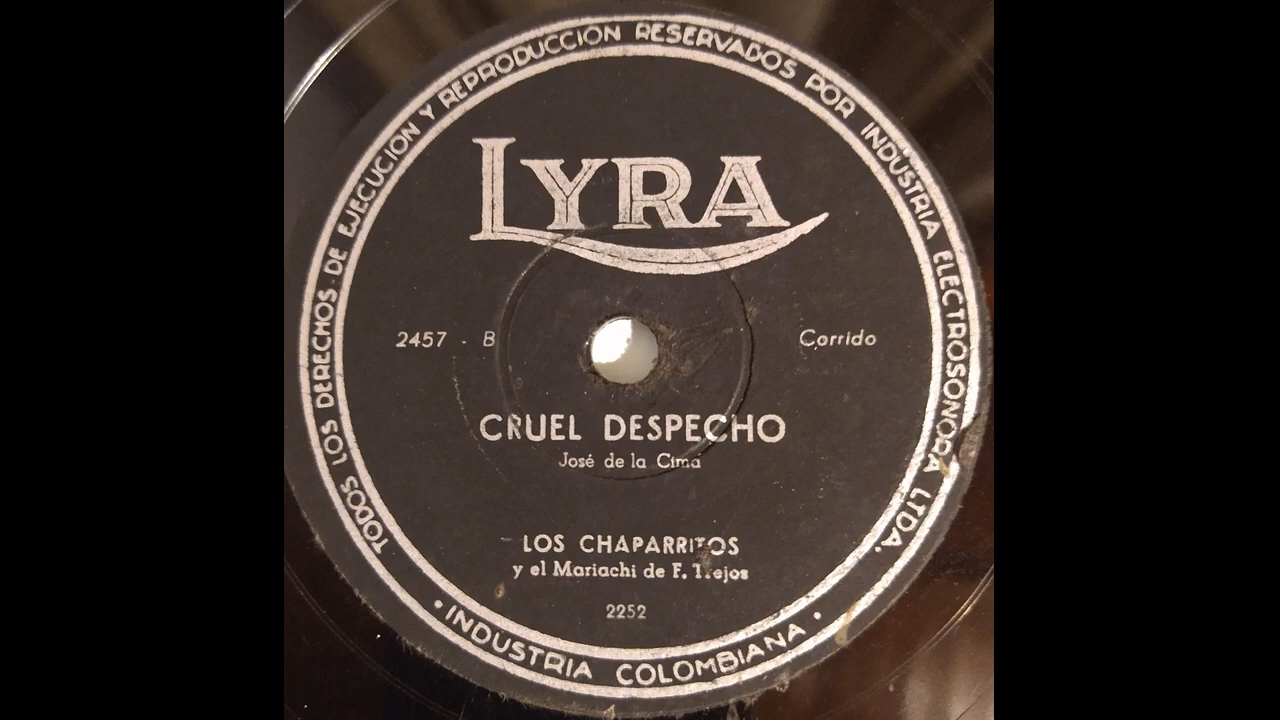 TODOS LOS DERECHOS DE EJECUCION Y REPRODUCCION RESERVADOS POR INDUSTRIA ELECTROSONORA LTDA.
LYRA
2457 - B
Corrido
CRUEL DESPECHO
José de la Cima
LOS CHAPARRITOS
y el Mariachi de F. Trejos
2252
· INDUSTRIA COLOMBIANA ·